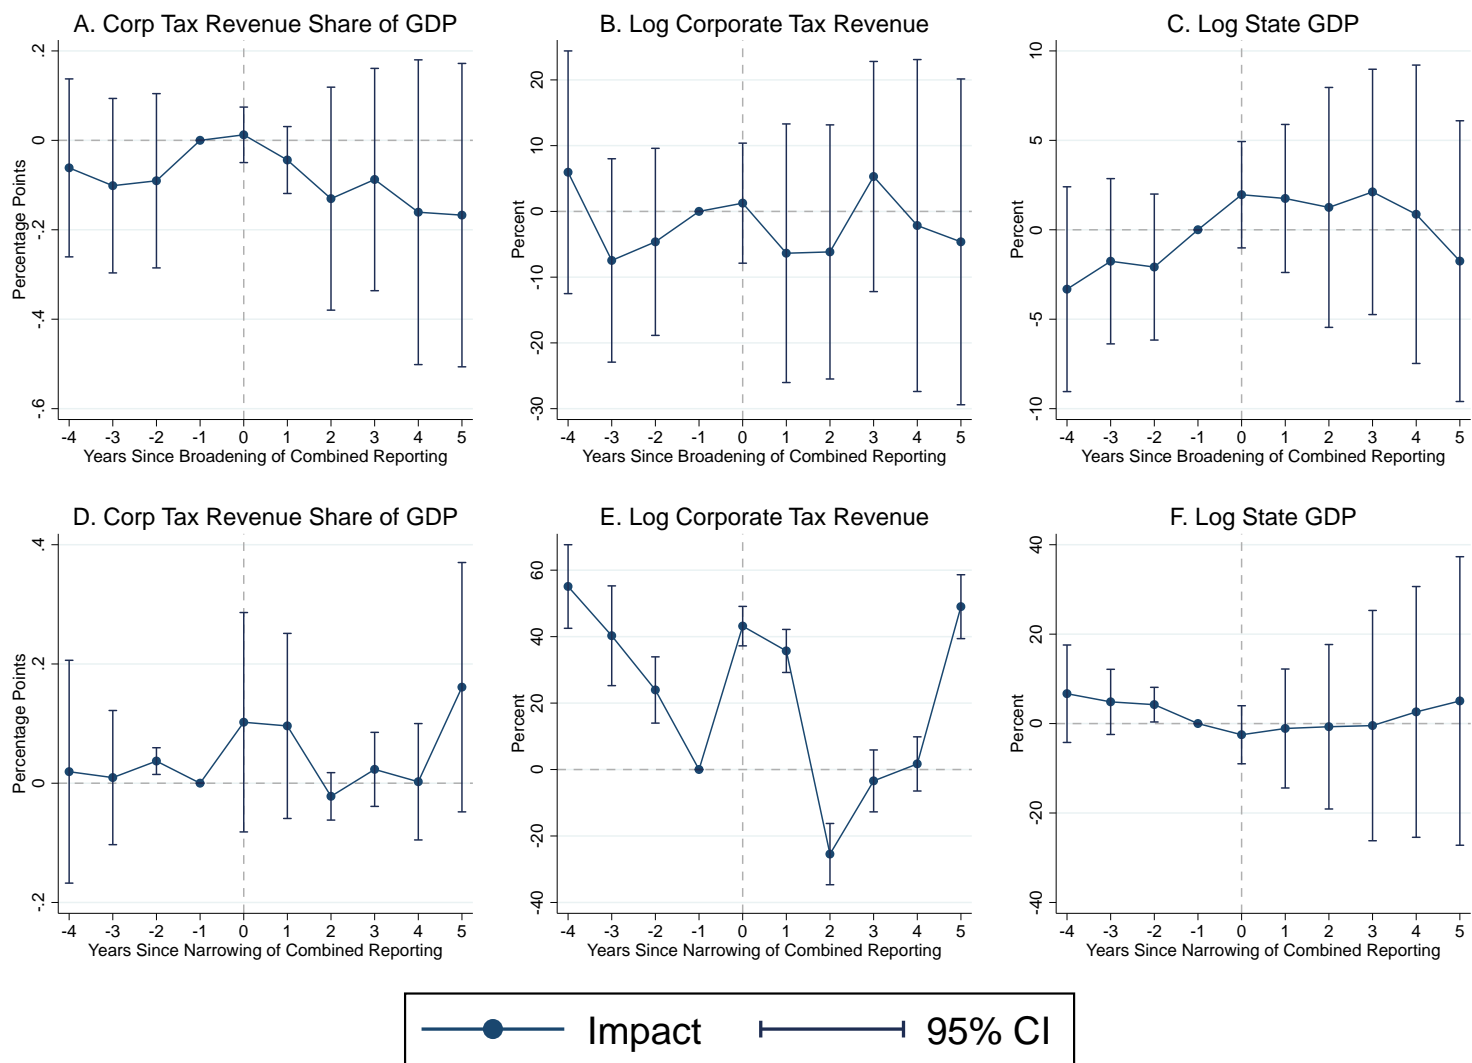 A. Corp Tax Revenue Share of GDP
Percentage Points
.2
0
-.2
-.4
-.6
-4 -3 -2 -1 0 1 2 3 4 5
Years Since Broadening of Combined Reporting
B. Log Corporate Tax Revenue
Percent
20
10
0
-10
-20
-30
-4 -3 -2 -1 0 1 2 3 4 5
Years Since Broadening of Combined Reporting
C. Log State GDP
Percent
10
5
0
-5
-10
-4 -3 -2 -1 0 1 2 3 4 5
Years Since Broadening of Combined Reporting
D. Corp Tax Revenue Share of GDP
Percentage Points
.4
.2
0
-.2
-4 -3 -2 -1 0 1 2 3 4 5
Years Since Narrowing of Combined Reporting
E. Log Corporate Tax Revenue
Percent
60
40
20
0
-20
-40
-4 -3 -2 -1 0 1 2 3 4 5
Years Since Narrowing of Combined Reporting
F. Log State GDP
Percent
40
20
0
-20
-40
-4 -3 -2 -1 0 1 2 3 4 5
Years Since Narrowing of Combined Reporting
Impact 95% CI